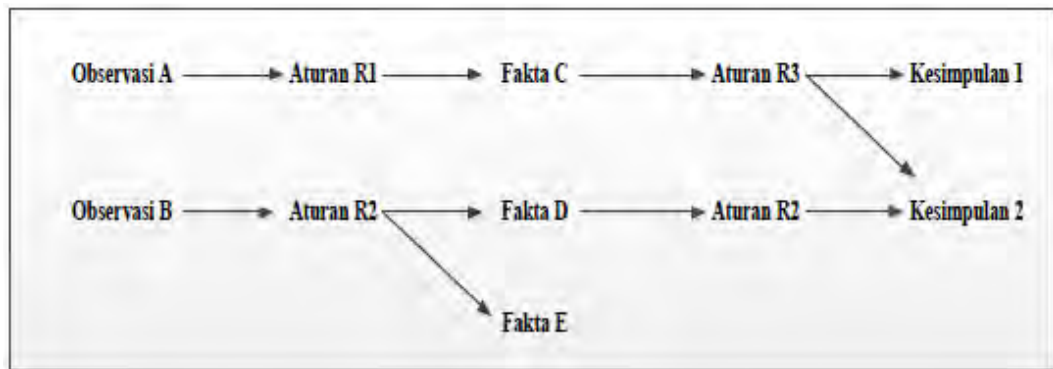 Observasi A Aturan R1 Fakta C Aturan R3 Kesimpulan 1
Observasi B Aturan R2 Fakta D Aturan R2 Kesimpulan 2
Fakta E